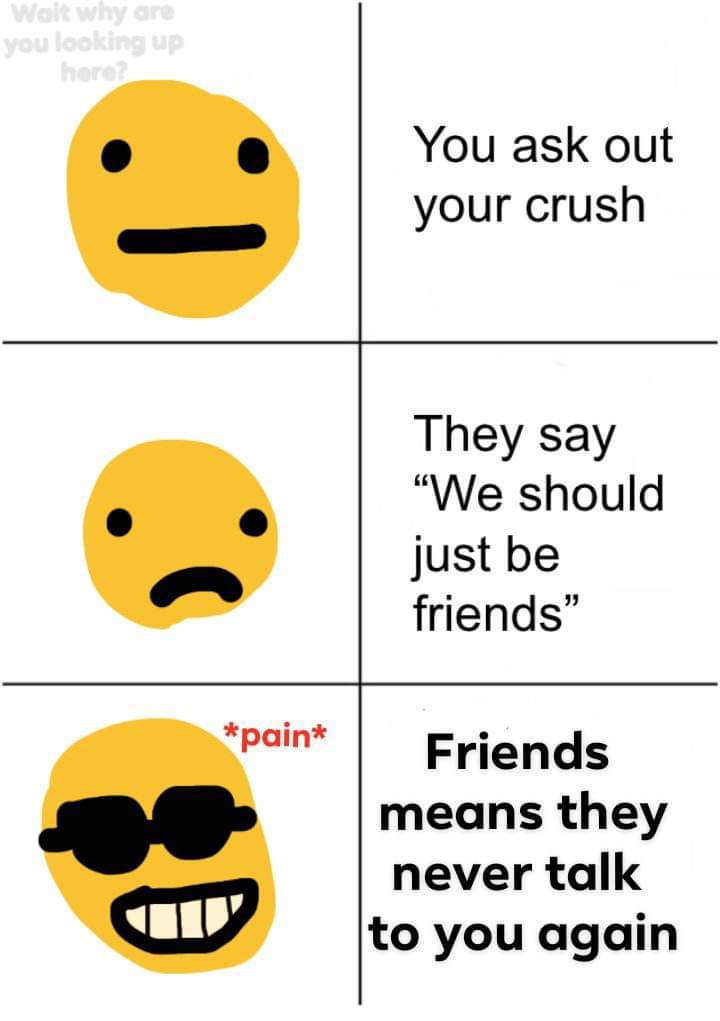 Wait why are
you looking up
here?
You ask out
your crush
They say
“We should
just be
friends”
*pain*
Friends
means they
never talk
to you again